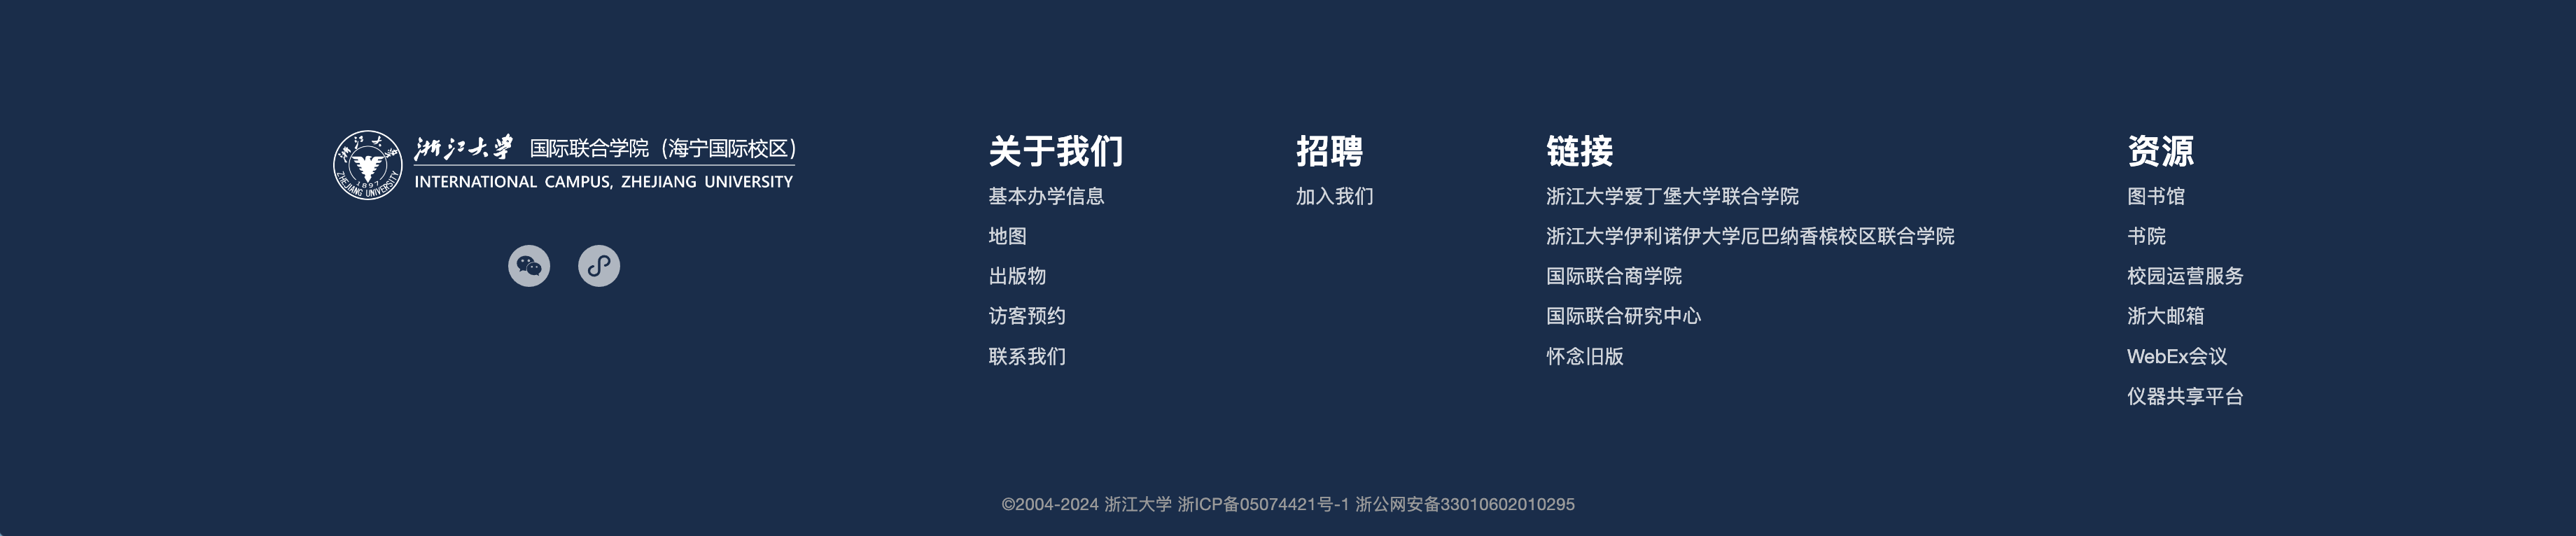 浙江大学
ZHEJIANG UNIVERSITY
1897
浙江大学 国际联合学院（海宁国际校区）
INTERNATIONAL CAMPUS, ZHEJIANG UNIVERSITY
关于我们
基本办学信息
地图
出版物
访客预约
联系我们
招聘
加入我们
链接
浙江大学爱丁堡大学联合学院
浙江大学伊利诺伊大学厄巴纳香槟校区联合学院
国际联合商学院
国际联合研究中心
怀念旧版
资源
图书馆
书院
校园运营服务
浙大邮箱
WebEx会议
仪器共享平台
©2004-2024 浙江大学 浙ICP备05074421号-1 浙公网安备33010602010295